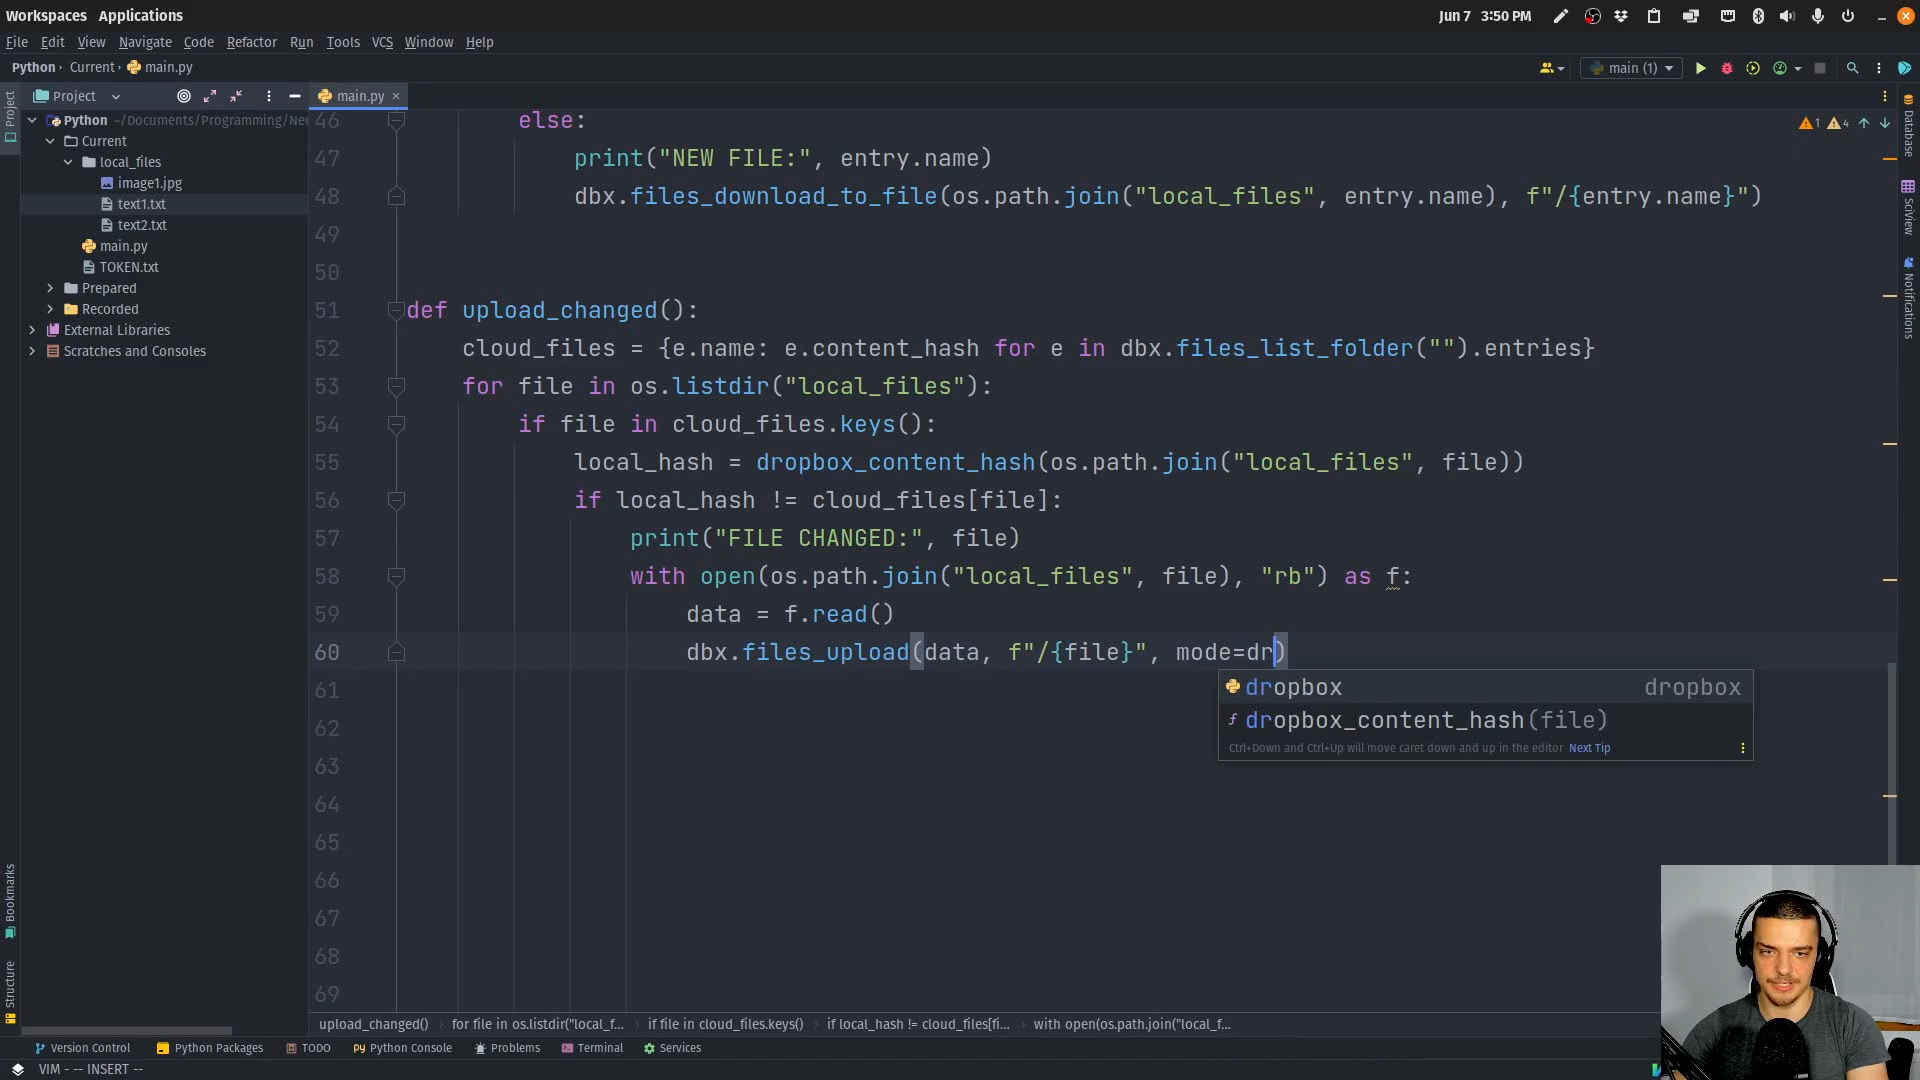 Workspaces Applications
Jun 7 3:50 PM
File Edit View Navigate Code Refactor Run Tools VCS Window Help
Python › Current › main.py
main (1)
Project
main.py
Python ~/Documents/Programming/Ne
Current
local_files
image1.jpg
text1.txt
text2.txt
main.py
TOKEN.txt
Prepared
Recorded
External Libraries
Scratches and Consoles
Project
Bookmarks
Structure
Database
SciView
Notifications
1 4
46 else:
47 print("NEW FILE:", entry.name)
48 dbx.files_download_to_file(os.path.join("local_files", entry.name), f"/{entry.name}")
49
50
51 def upload_changed():
52 cloud_files = {e.name: e.content_hash for e in dbx.files_list_folder("").entries}
53 for file in os.listdir("local_files"):
54 if file in cloud_files.keys():
55 local_hash = dropbox_content_hash(os.path.join("local_files", file))
56 if local_hash != cloud_files[file]:
57 print("FILE CHANGED:", file)
58 with open(os.path.join("local_files", file), "rb") as f:
59 data = f.read()
60 dbx.files_upload(data, f"/{file}", mode=dr)
61
62
63
64
65
66
67
68
69
dropbox dropbox
dropbox_content_hash(file)
Ctrl+Down and Ctrl+Up will move caret down and up in the editor Next Tip
upload_changed() › for file in os.listdir("local_f... › if file in cloud_files.keys() › if local_hash != cloud_files[fi... › with open(os.path.join("local_f...
Version Control Python Packages TODO Python Console Problems Terminal Services
VIM - -- INSERT --